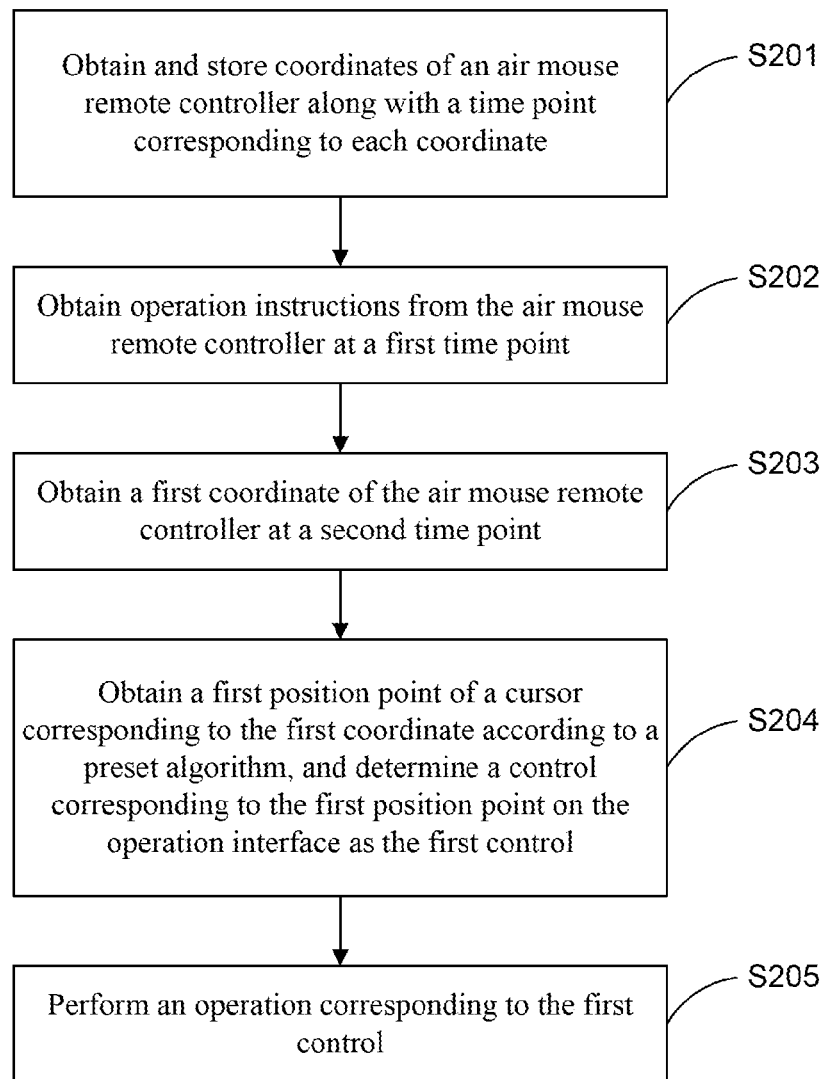 Obtain and store coordinates of an air mouse
remote controller along with a time point
corresponding to each coordinate
S201
Obtain operation instructions from the air mouse
remote controller at a first time point
S202
Obtain a first coordinate of the air mouse remote
controller at a second time point
S203
Obtain a first position point of a cursor
corresponding to the first coordinate according to a
preset algorithm, and determine a control
corresponding to the first position point on the
operation interface as the first control
S204
Perform an operation corresponding to the first
control
S205